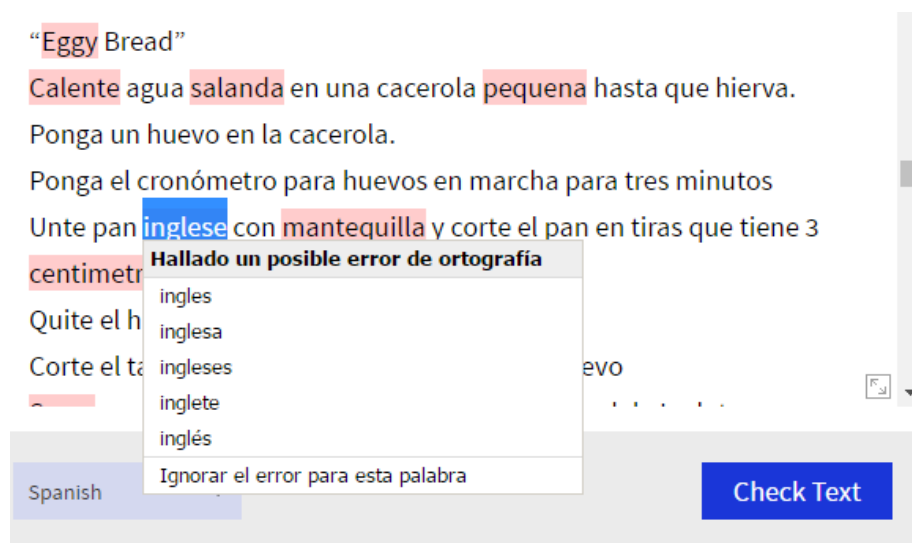 “Eggy Bread”
Calente agua salanda en una cacerola pequena hasta que hierva.
Ponga un huevo en la cacerola.
Ponga el cronómetro para huevos en marcha para tres minutos
Unte pan inglese con mantequilla y corte el pan en tiras que tiene 3
Hallado un posible error de ortografía
ingles
inglesa
ingleses
inglete
inglés
Ignorar el error para esta palabra
Quite el
Corte el
Spanish
Check Text